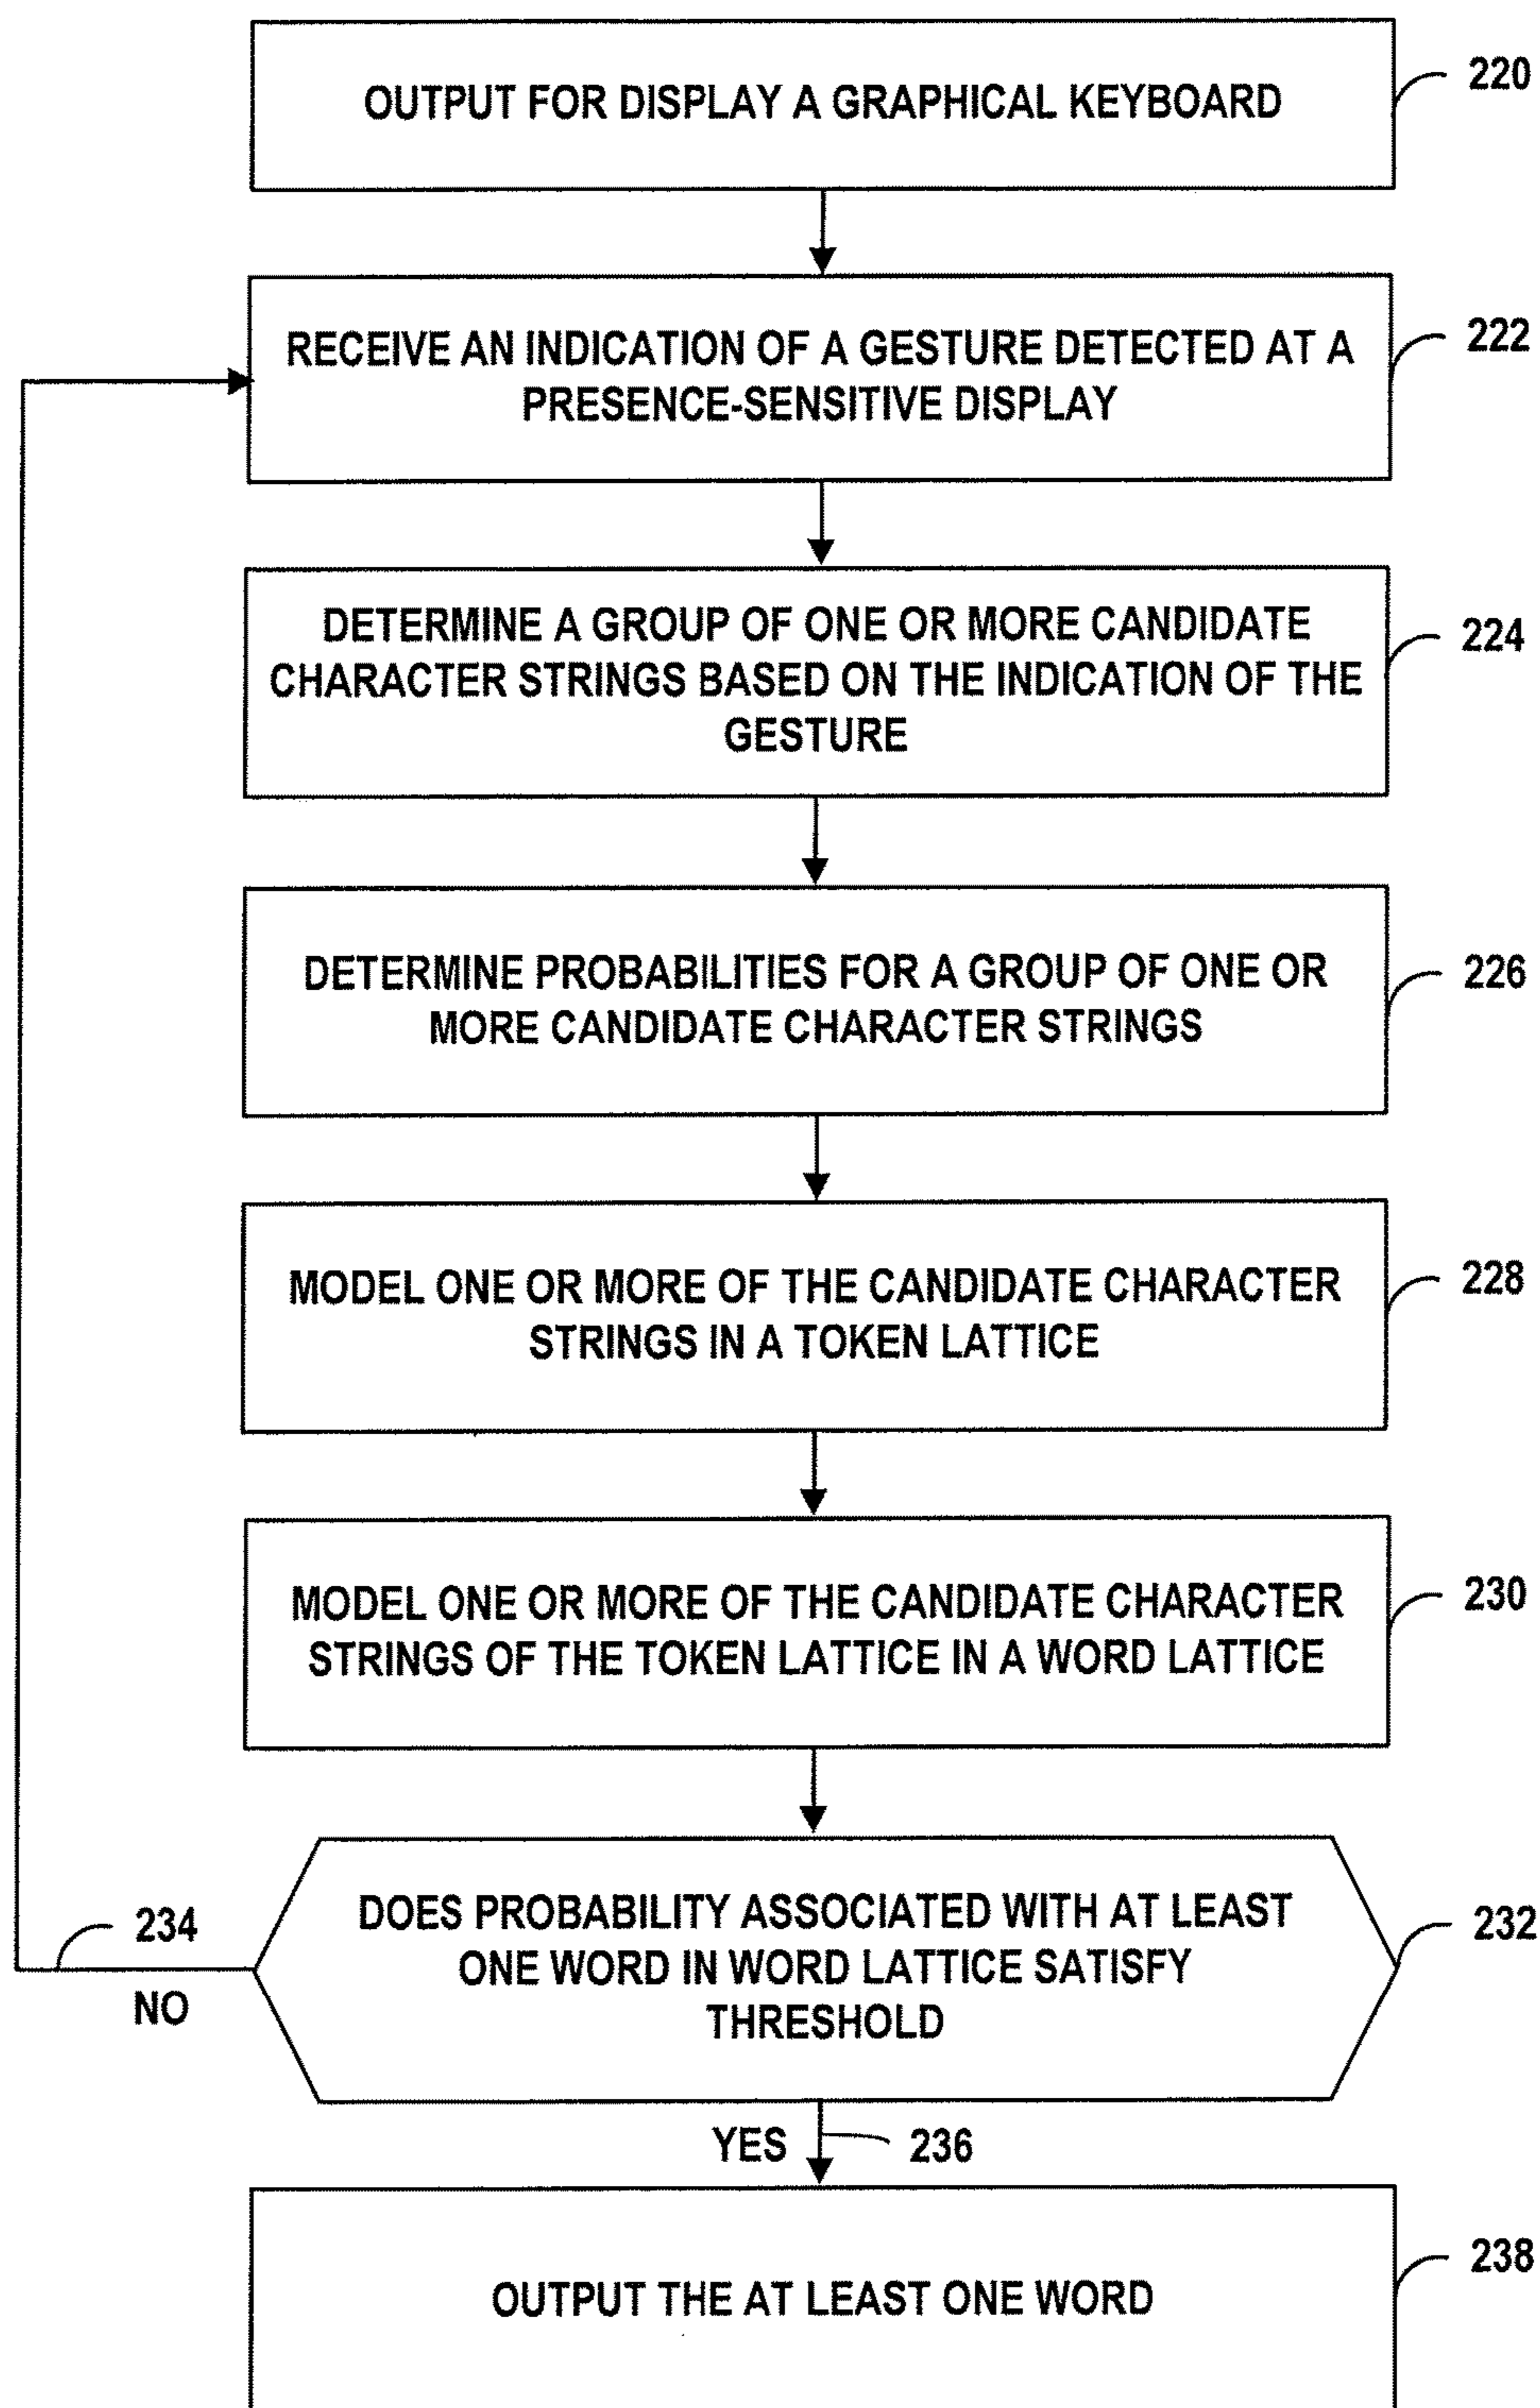 OUTPUT FOR DISPLAY A GRAPHICAL KEYBOARD
220
RECEIVE AN INDICATION OF A GESTURE DETECTED AT A
PRESENCE-SENSITIVE DISPLAY
222
DETERMINE A GROUP OF ONE OR MORE CANDIDATE
CHARACTER STRINGS BASED ON THE INDICATION OF THE
GESTURE
224
DETERMINE PROBABILITIES FOR A GROUP OF ONE OR
MORE CANDIDATE CHARACTER STRINGS
226
MODEL ONE OR MORE OF THE CANDIDATE CHARACTER
STRINGS IN A TOKEN LATTICE
228
MODEL ONE OR MORE OF THE CANDIDATE CHARACTER
STRINGS OF THE TOKEN LATTICE IN A WORD LATTICE
230
DOES PROBABILITY ASSOCIATED WITH AT LEAST
ONE WORD IN WORD LATTICE SATISFY
THRESHOLD
232
234
NO
YES
236
OUTPUT THE AT LEAST ONE WORD
238